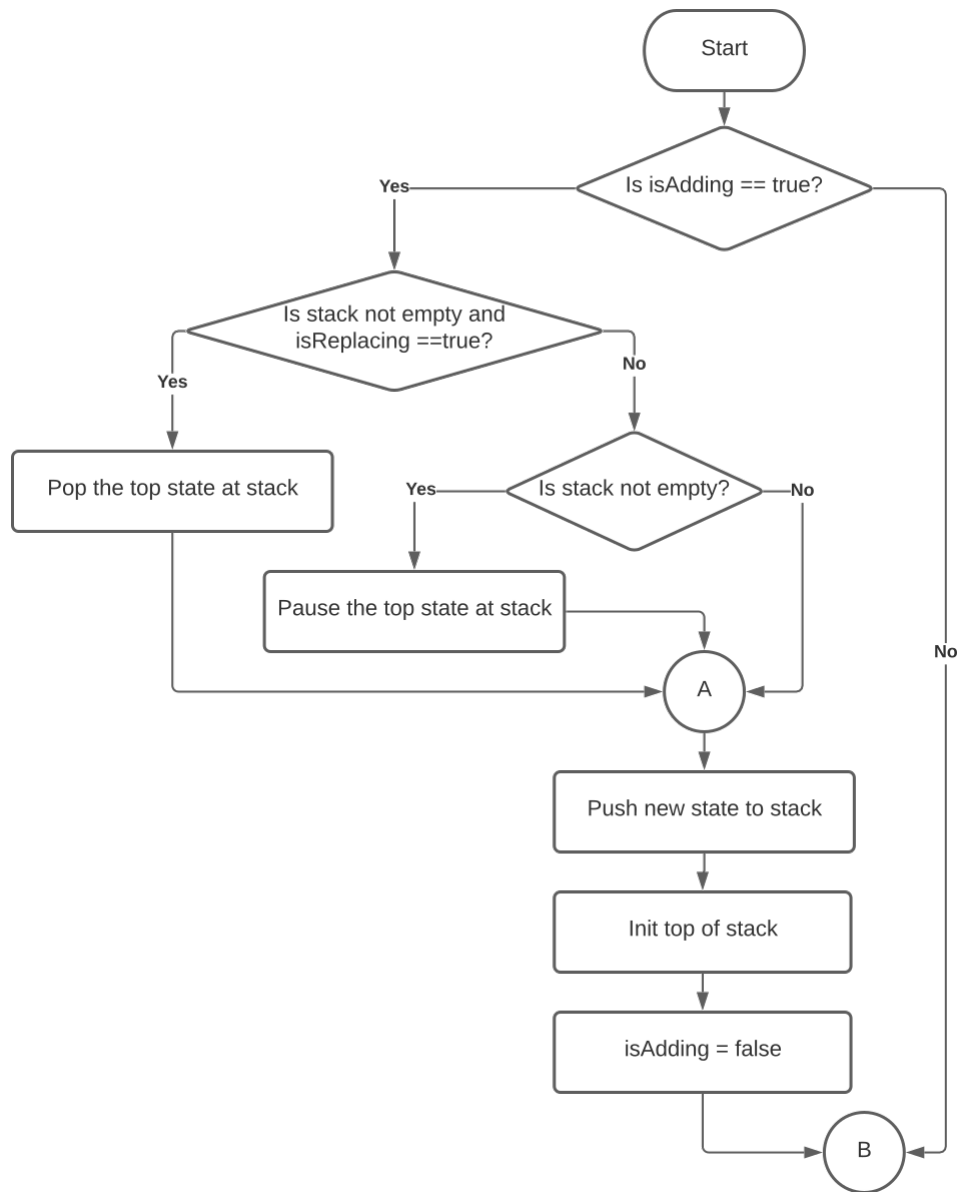 Start
Is isAdding == true?
Yes
Is stack not empty and
isReplacing ==true?
No
Yes
Pop the top state at stack
Is stack not empty?
Yes
No
Pause the top state at stack
No
A
Push new state to stack
Init top of stack
isAdding = false
B